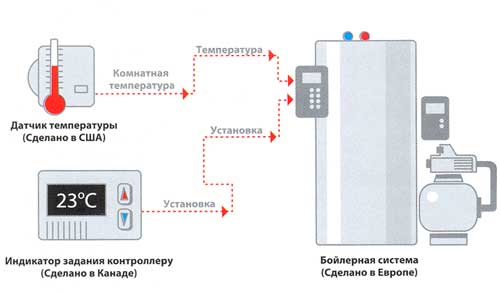 Температура
Комнатная
температура
Датчик температуры
(Сделано в США)
Установка
23°C
Установка
Индикатор задания контроллеру
(Сделано в Канаде)
Бойлерная система
(Сделано в Европе)